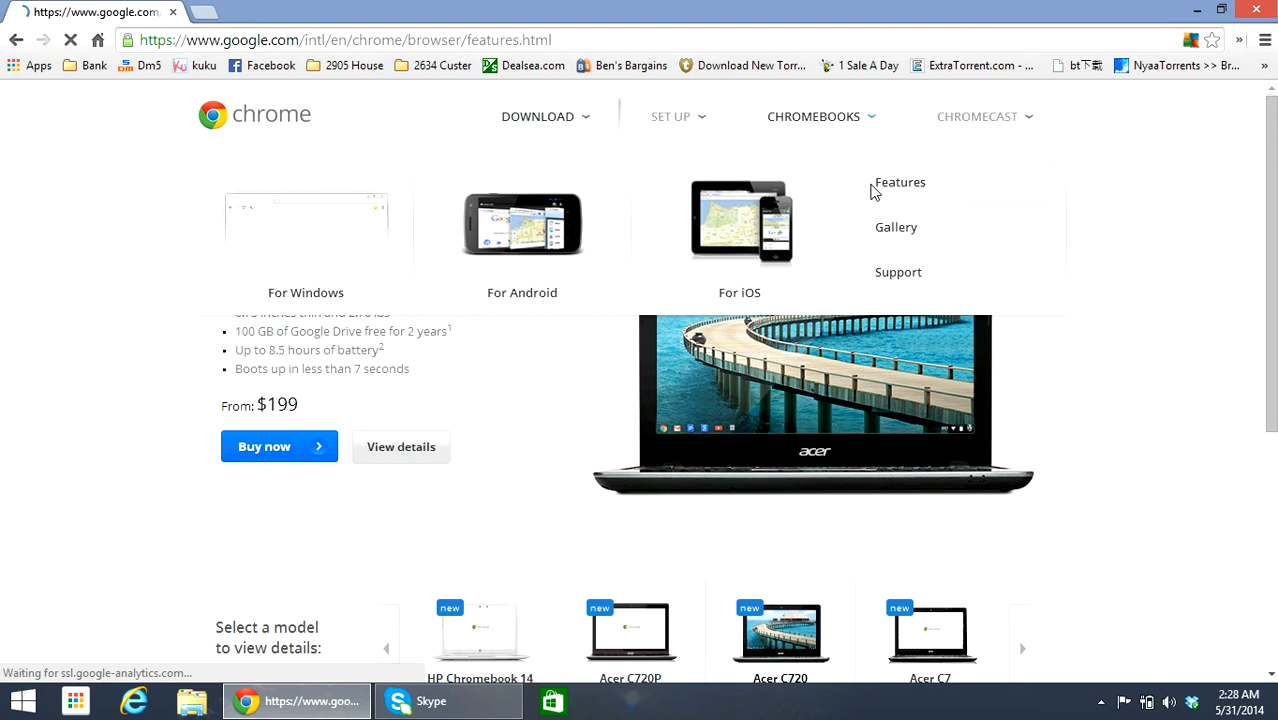 https://www.google.com
https://www.google.com/intl/en/chrome/browser/features.html
Apps Bank Dm5 kuku Facebook 2905 House 2634 Custer Dealsea.com Ben's Bargains Download New Torr... 1 Sale A Day ExtraTorrent.com - ... bt下载 NyaaTorrents >> Br... »
chrome
DOWNLOAD SET UP CHROMEBOOKS CHROMECAST
Features
Gallery
Support
For Windows For Android For iOS
100 GB of Google Drive free for 2 years1
Up to 8.5 hours of battery2
Boots up in less than 7 seconds
From: $199
Buy now View details
acer
Select a model
to view details:
new new new new
HP Chromebook 14 Acer C720P Acer C720 Acer C7
Waiting for ssl.google-analytics.com...
https://www.goo... Skype
2:28 AM
5/31/2014